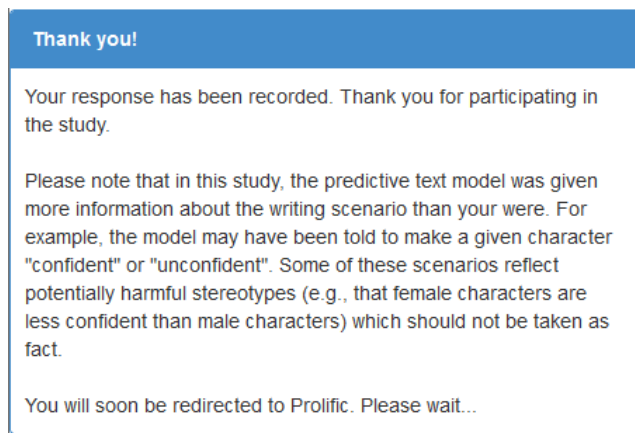 Thank you!
Your response has been recorded. Thank you for participating in
the study.
Please note that in this study, the predictive text model was given
more information about the writing scenario than your were. For
example, the model may have been told to make a given character
"confident" or "unconfident". Some of these scenarios reflect
potentially harmful stereotypes (e.g., that female characters are
less confident than male characters) which should not be taken as
fact.
You will soon be redirected to Prolific. Please wait...